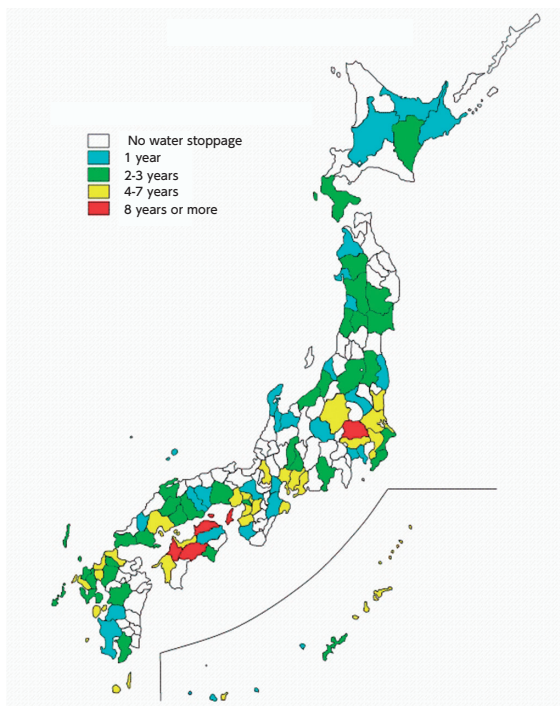 No water stoppage
1 year
2-3 years
4-7 years
8 years or more